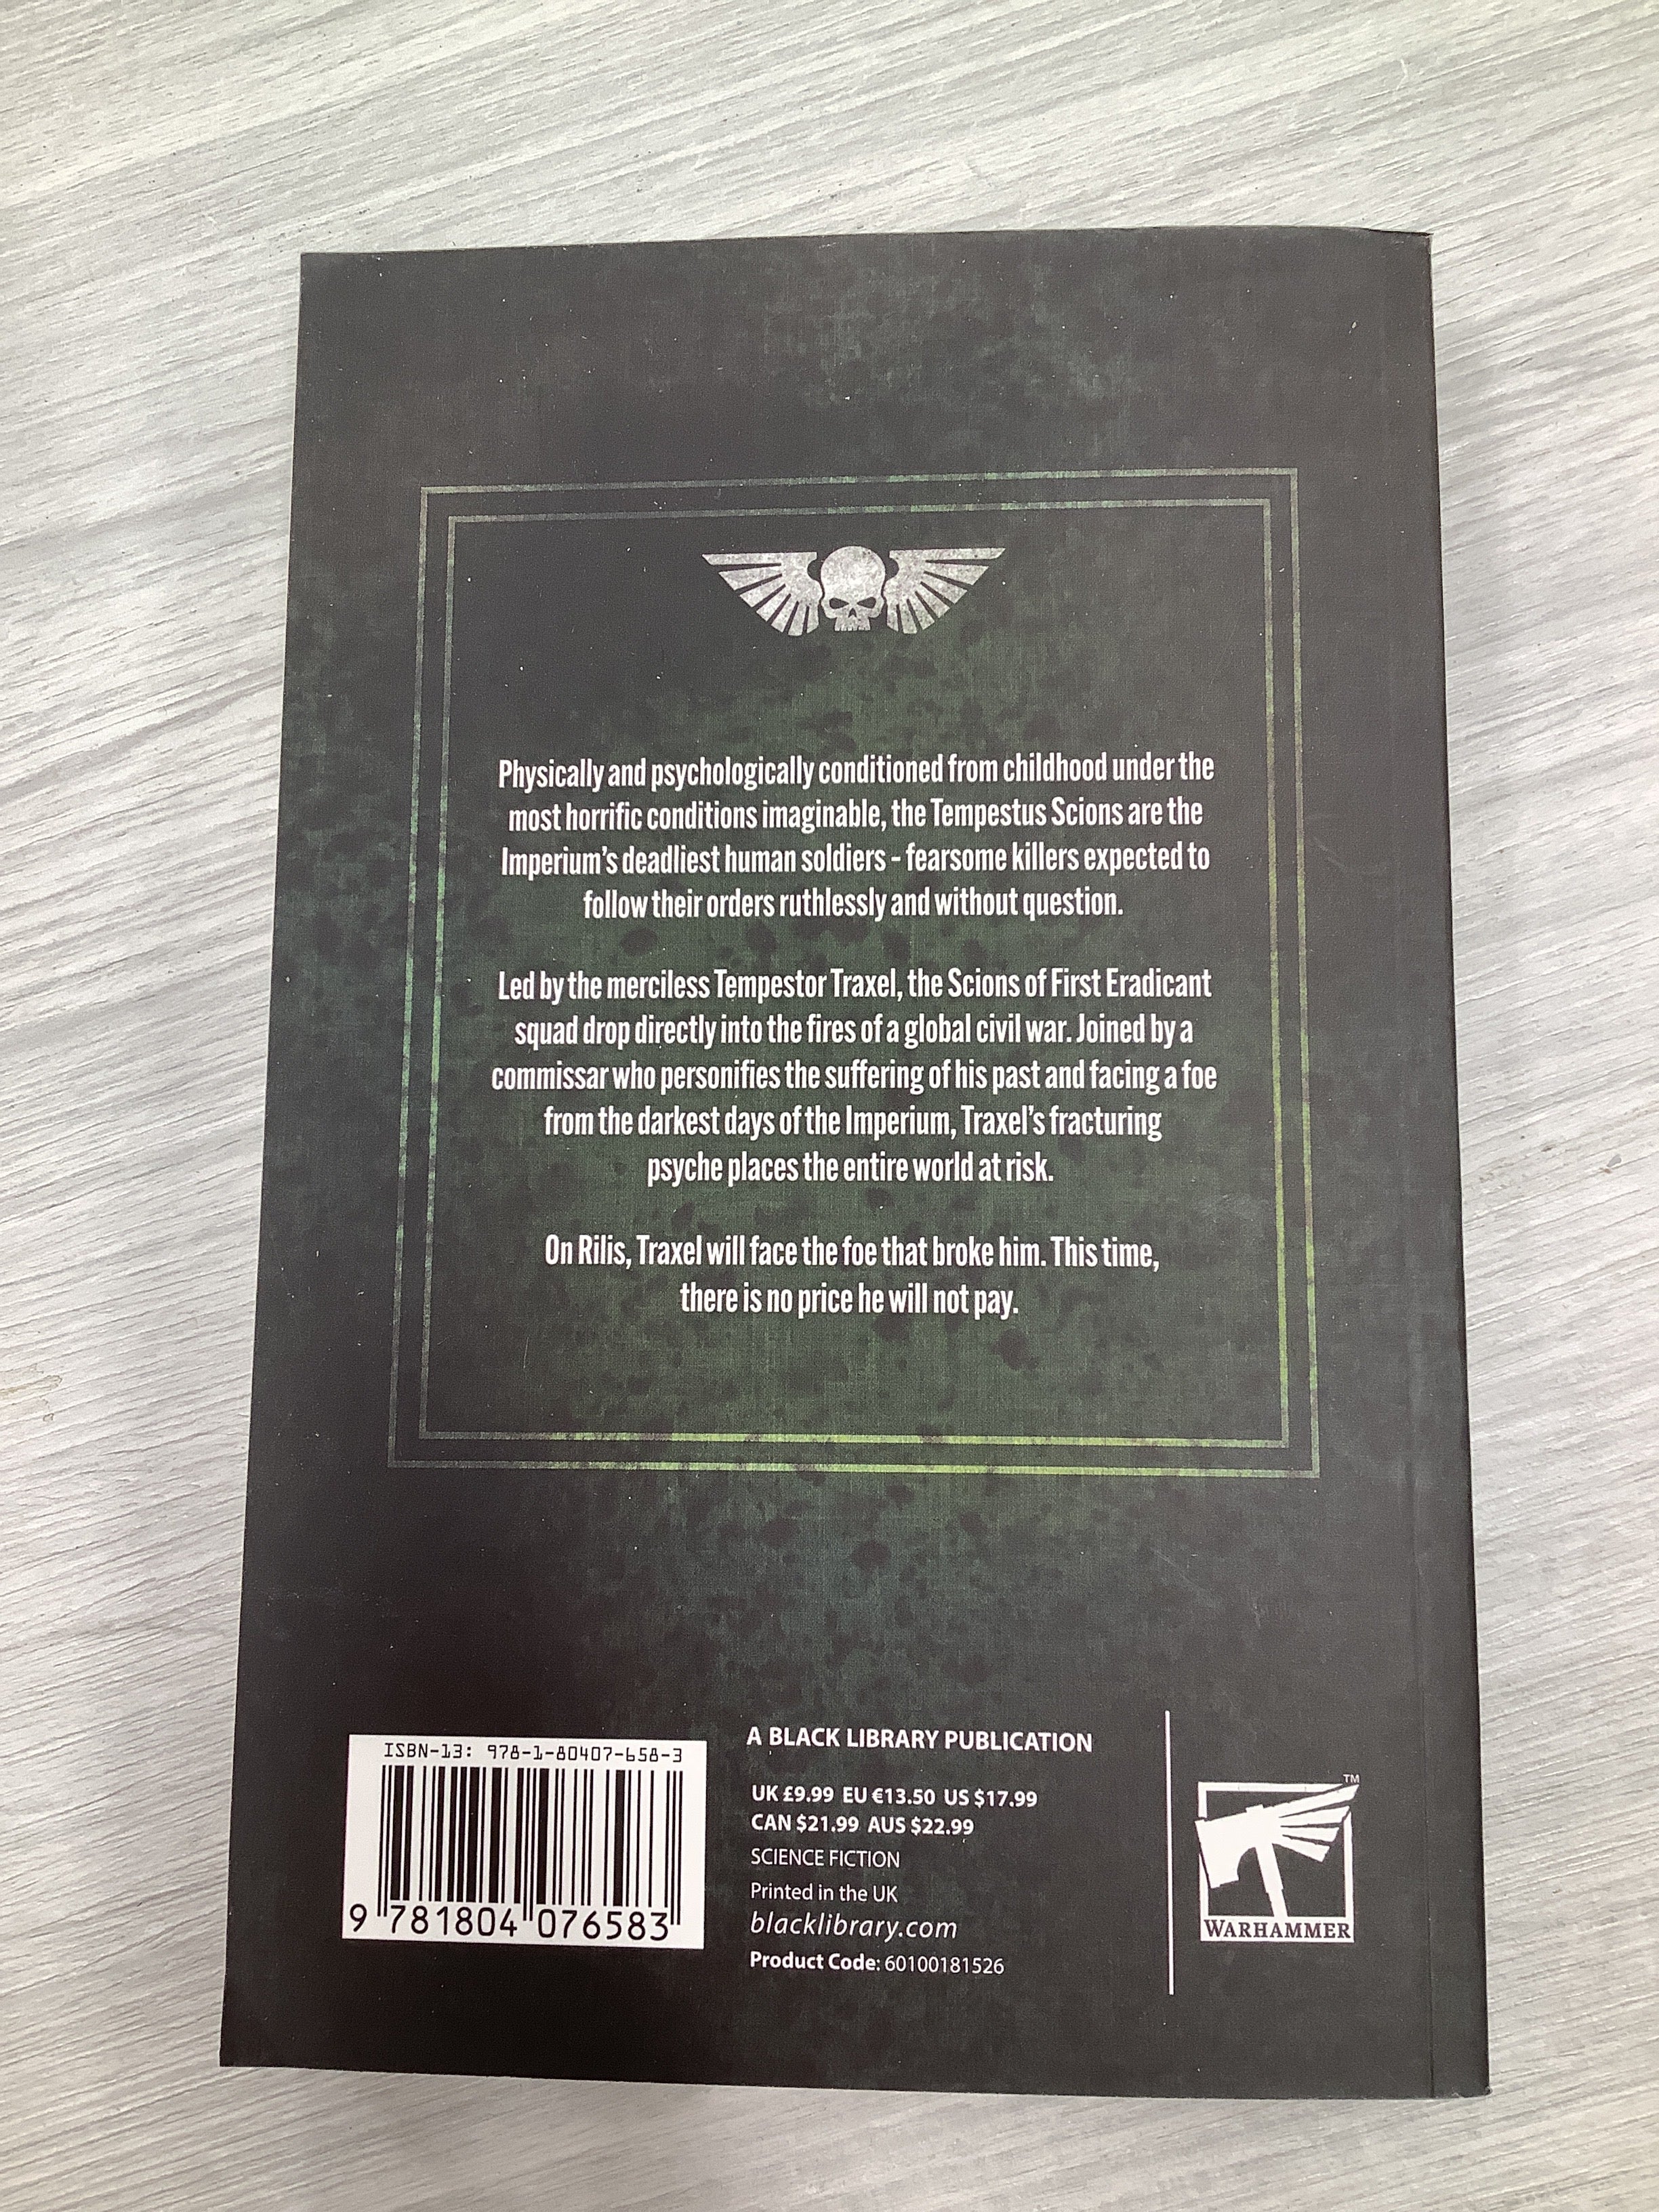 Physically and psychologically conditioned from childhood under the
most horrific conditions imaginable, the Tempestus Scions are the
Imperium's deadliest human soldiers - fearsome killers expected to
follow their orders ruthlessly and without question.
Led by the merciless Tempestor Traxel, the Scions of First Eradicant
squad drop directly into the fires of a global civil war. Joined by a
commissar who personifies the suffering of his past and facing a foe
from the darkest days of the Imperium, Traxel's fracturing
psyche places the entire world at risk.
On Rilis, Traxel will face the foe that broke him. This time,
there is no price he will not pay.
ISBN-13: 978-1-80407-658-3
9 781804 076583
A BLACK LIBRARY PUBLICATION
UK £9.99 EU €13.50 US $17.99
CAN $21.99 AUS $22.99
SCIENCE FICTION
Printed in the UK
blacklibrary.com
Product Code: 60100181526
TM
WARHAMMER